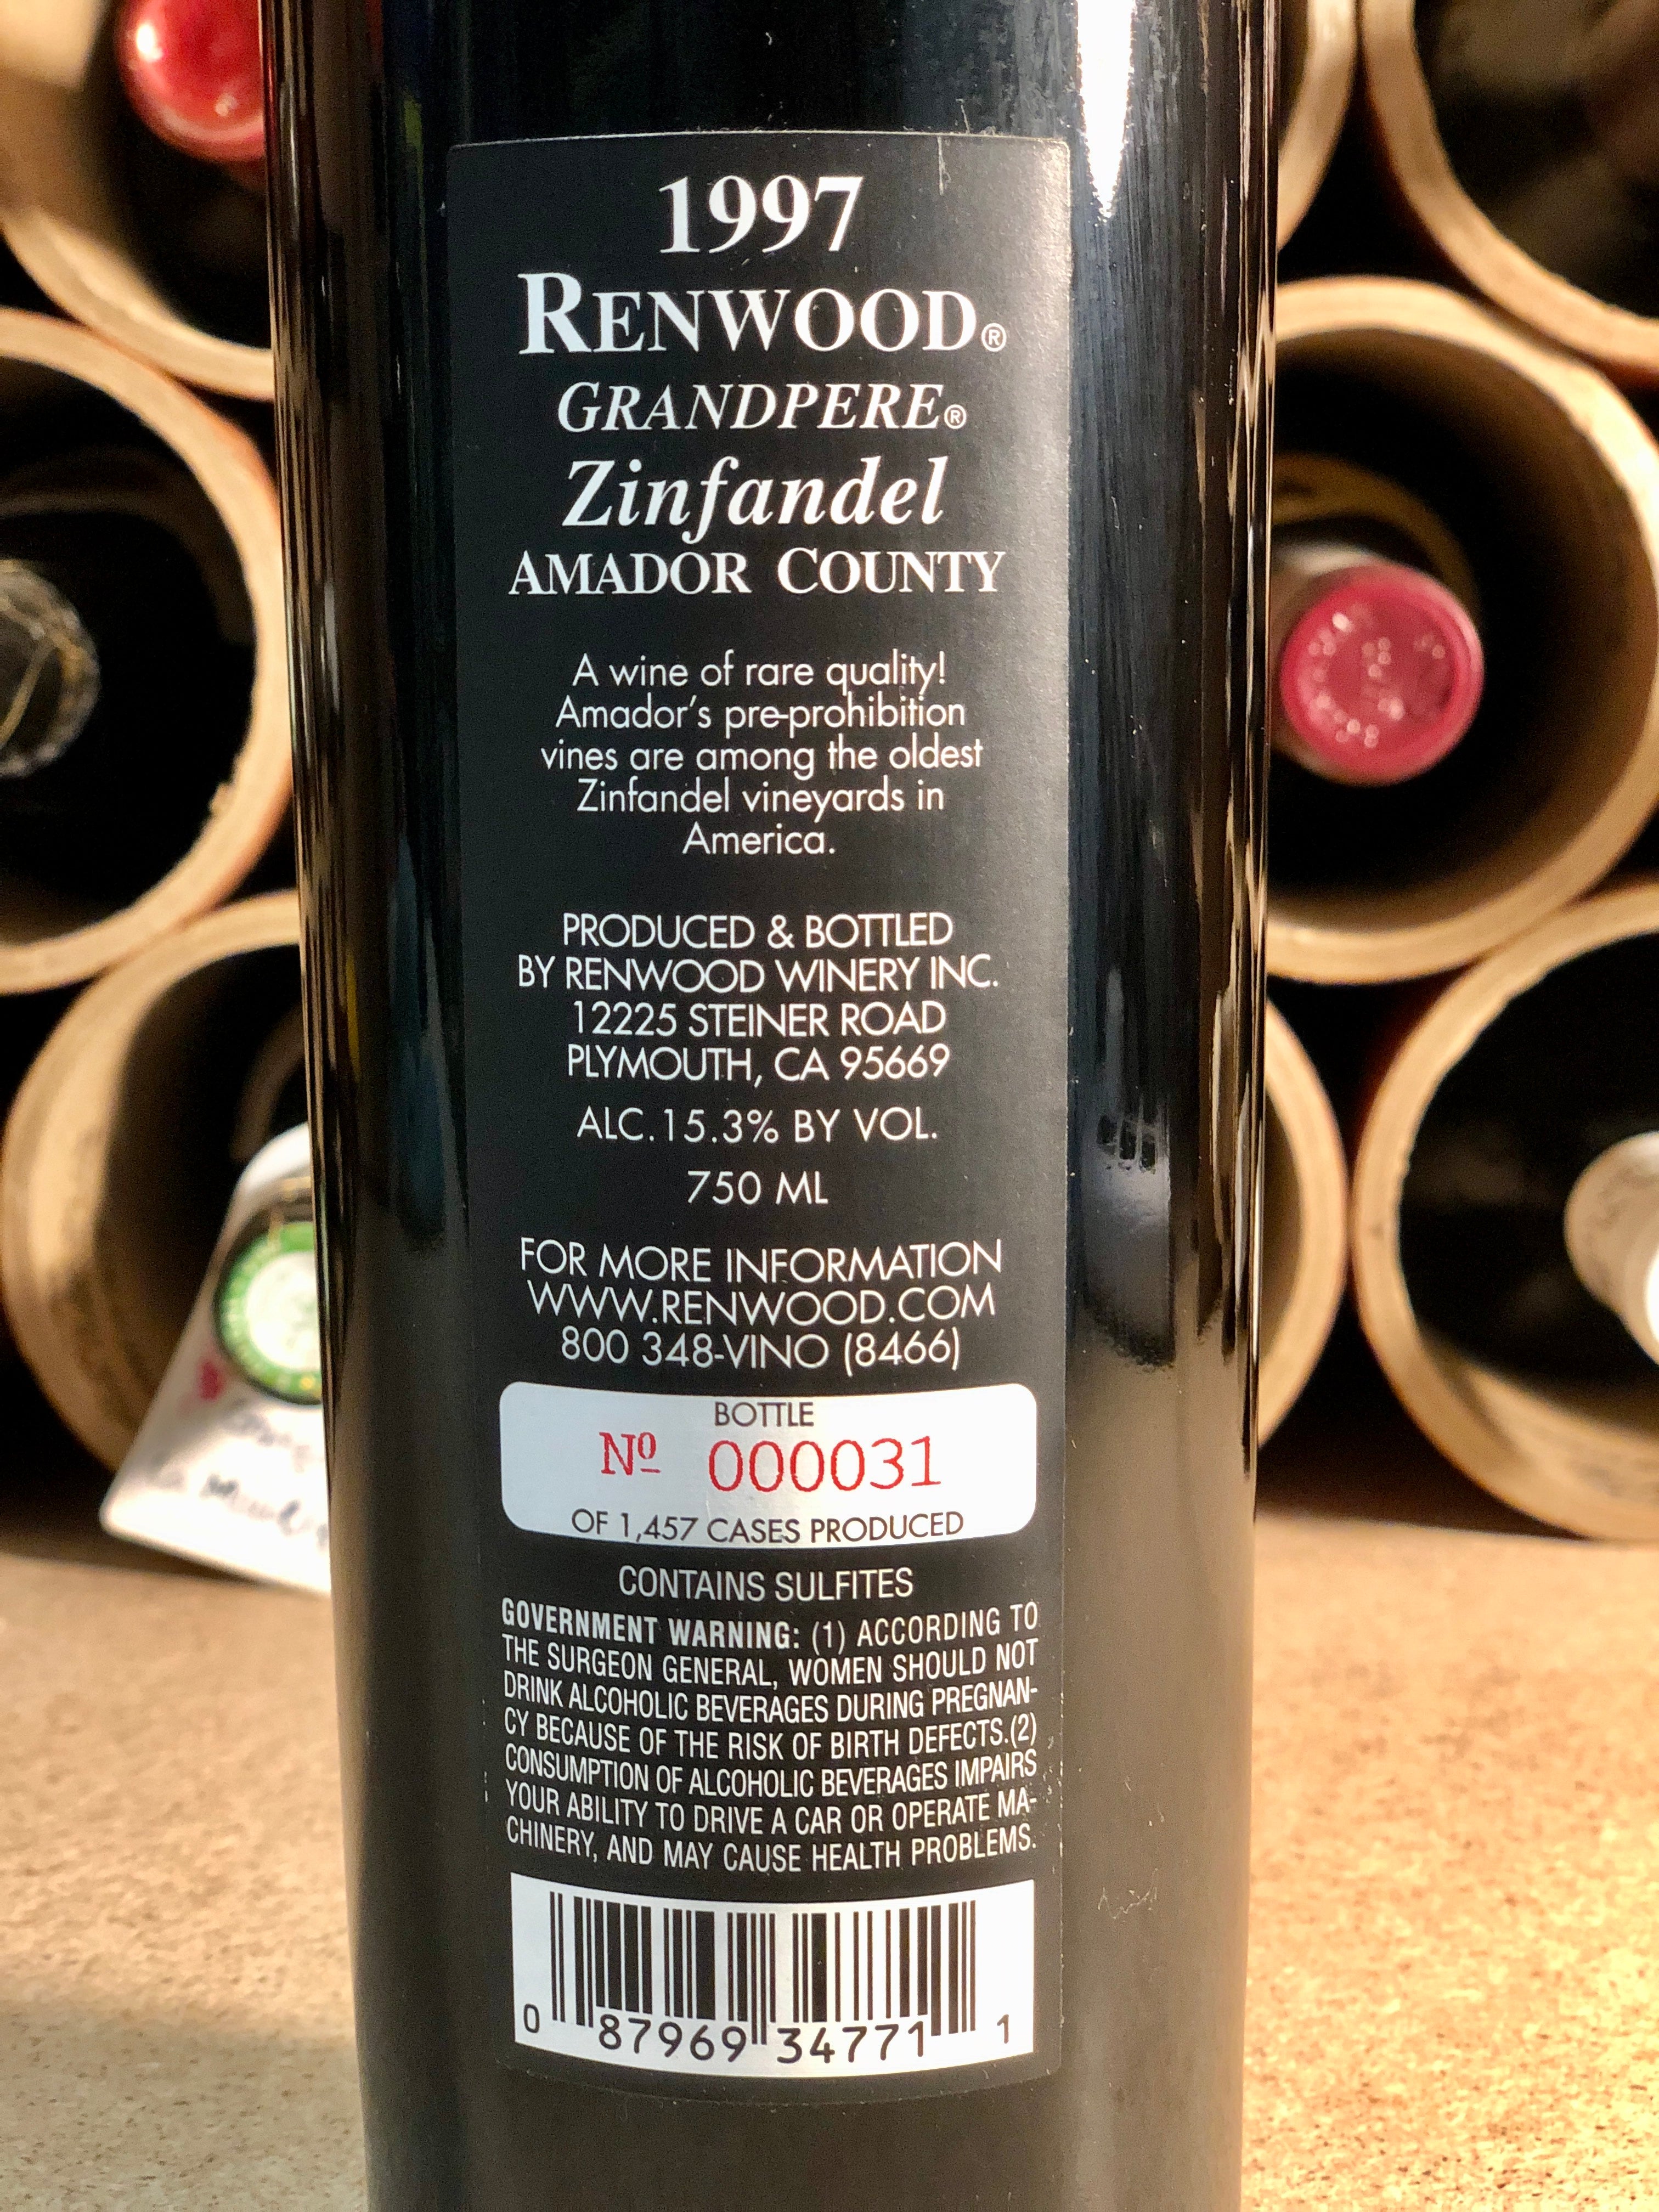 1997
RENWOOD®
GRANDPERE®
Zinfandel
AMADOR COUNTY
A wine of rare quality!
Amador's pre-prohibition
vines are among the oldest
Zinfandel vineyards in
America.
PRODUCED & BOTTLED
BY RENWOOD WINERY INC.
12225 STEINER ROAD
PLYMOUTH, CA 95669
ALC. 15.3% BY VOL.
750 ML
FOR MORE INFORMATION
WWW.RENWOOD.COM
800 348-VINO (8466)
BOTTLE
Nº 000031
OF 1,457 CASES PRODUCED
CONTAINS SULFITES
GOVERNMENT WARNING: (1) ACCORDING TO
THE SURGEON GENERAL, WOMEN SHOULD NOT
DRINK ALCOHOLIC BEVERAGES DURING PREGNAN-
CY BECAUSE OF THE RISK OF BIRTH DEFECTS.(2)
CONSUMPTION OF ALCOHOLIC BEVERAGES IMPAIRS
YOUR ABILITY TO DRIVE A CAR OR OPERATE MA-
CHINERY, AND MAY CAUSE HEALTH PROBLEMS.
0 87969 34771 1